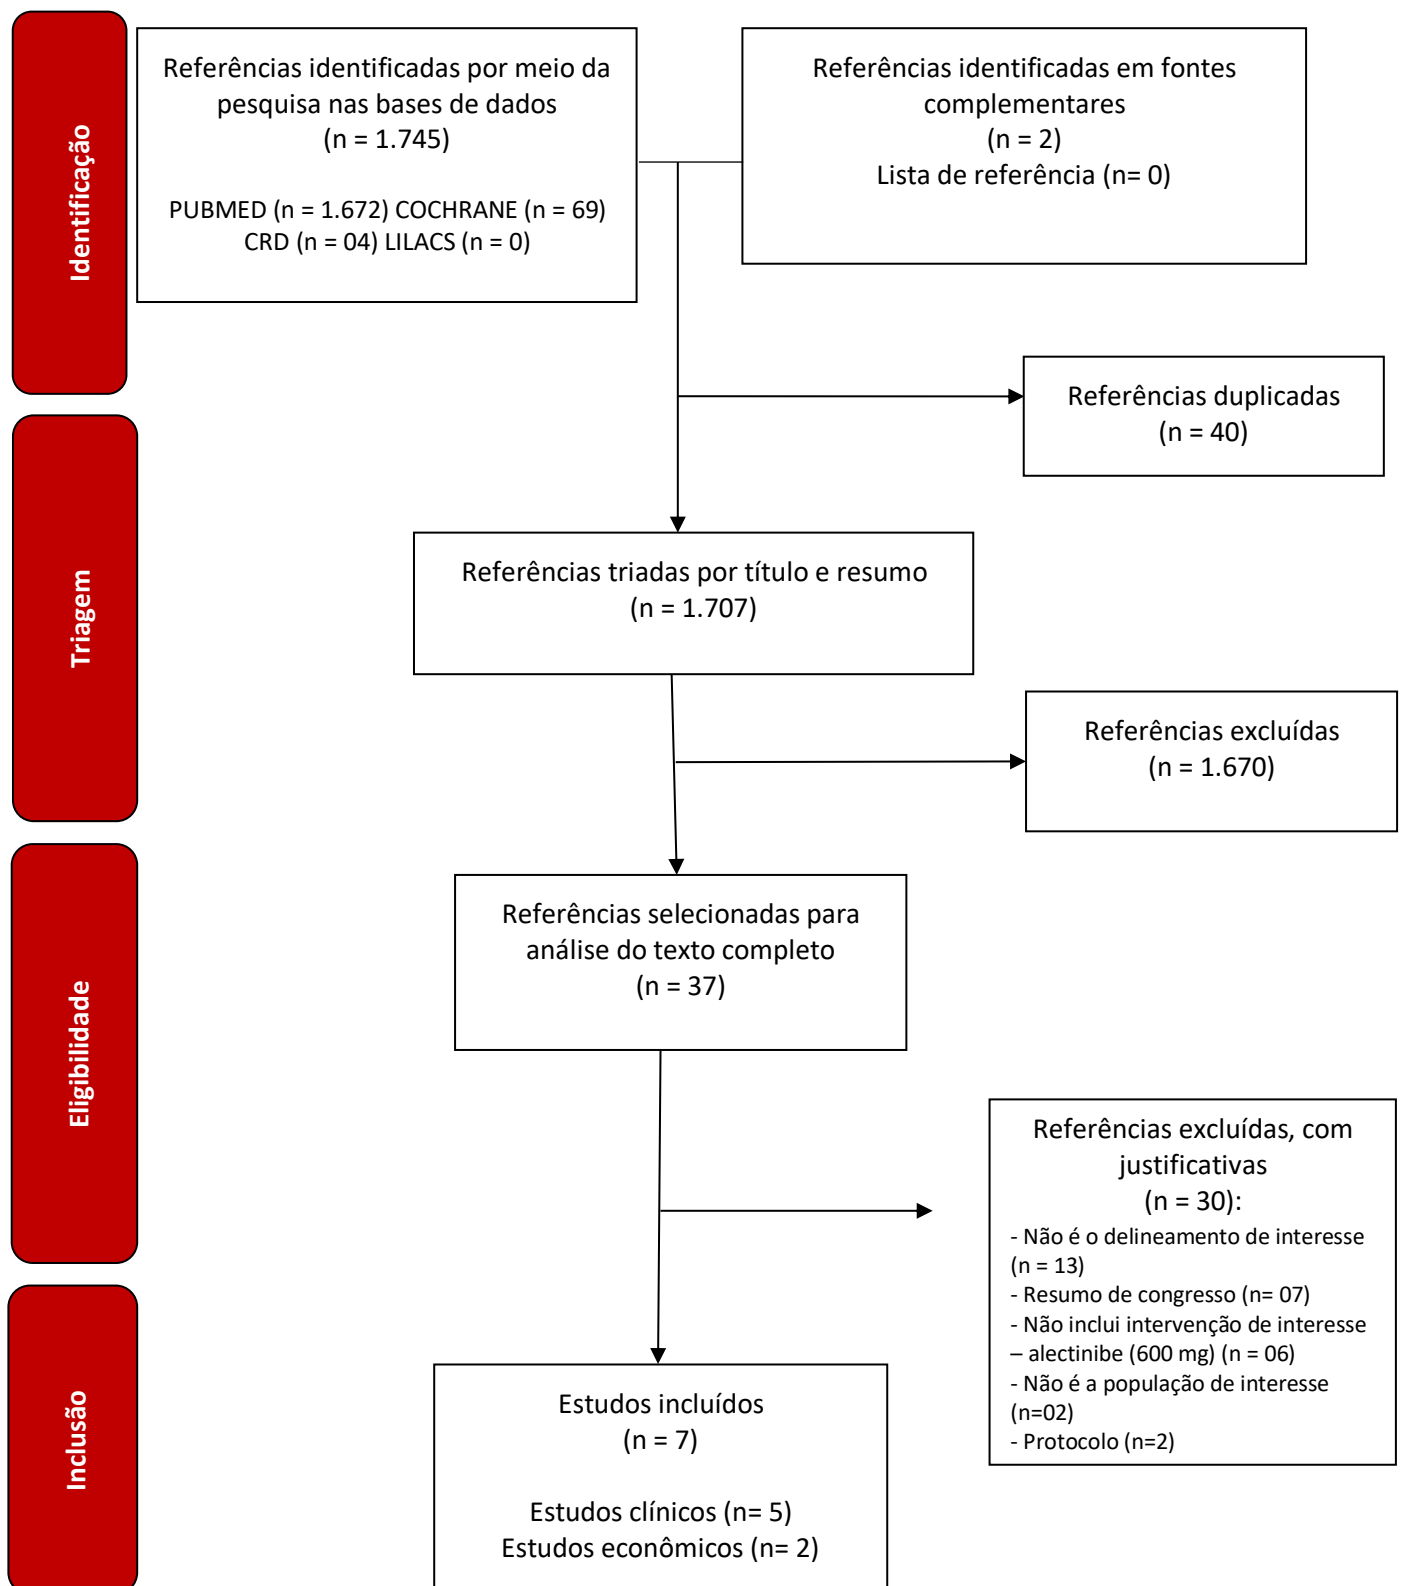 Identificação
Referências identificadas por meio da
pesquisa nas bases de dados
(n = 1.745)
PUBMED (n = 1.672) COCHRANE (n = 69)
CRD (n = 04) LILACS (n = 0)
Referências identificadas em fontes
complementares
(n = 2)
Lista de referência (n= 0)
Referências duplicadas
(n = 40)
Triagem
Referências triadas por título e resumo
(n = 1.707)
Referências excluídas
(n = 1.670)
Eligibilidade
Referências selecionadas para
análise do texto completo
(n = 37)
Referências excluídas, com
justificativas
(n = 30):
- Não é o delineamento de interesse
(n = 13)
- Resumo de congresso (n= 07)
- Não inclui intervenção de interesse
– alectinibe (600 mg) (n = 06)
- Não é a população de interesse
(n=02)
- Protocolo (n=2)
Inclusão
Estudos incluídos
(n = 7)
Estudos clínicos (n= 5)
Estudos econômicos (n= 2)